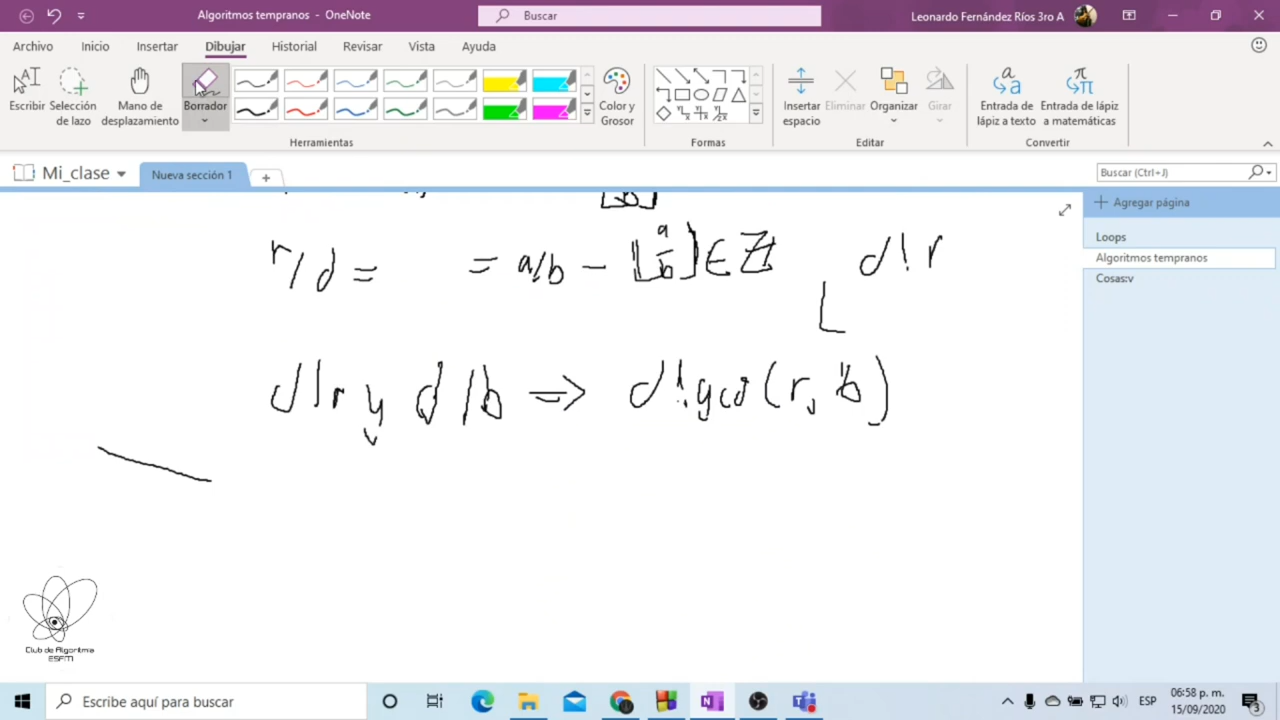 Algoritmos tempranos - OneNote
Buscar
Leonardo Fernández Ríos 3ro A
Archivo Inicio Insertar Dibujar Historial Revisar Vista Ayuda
Escribir
Selección de lazo
Mano de desplazamiento
Borrador
Color y Grosor
Insertar espacio
Eliminar
Organizar
Girar
Entrada de lápiz a texto
Entrada de lápiz a matemáticas
Herramientas
Formas
Editar
Convertir
Mi_clase
Nueva sección 1
Buscar (Ctrl+J)
Agregar página
Loops
Algoritmos tempranos
Cosas:v
r/d = = a/b - [a/b] ∈ Z d | r
d | r y d | b => d | gcd(r, b)
Club de Algoritmia
ESFM
Escribe aquí para buscar
ESP
06:58 p. m.
15/09/2020
3